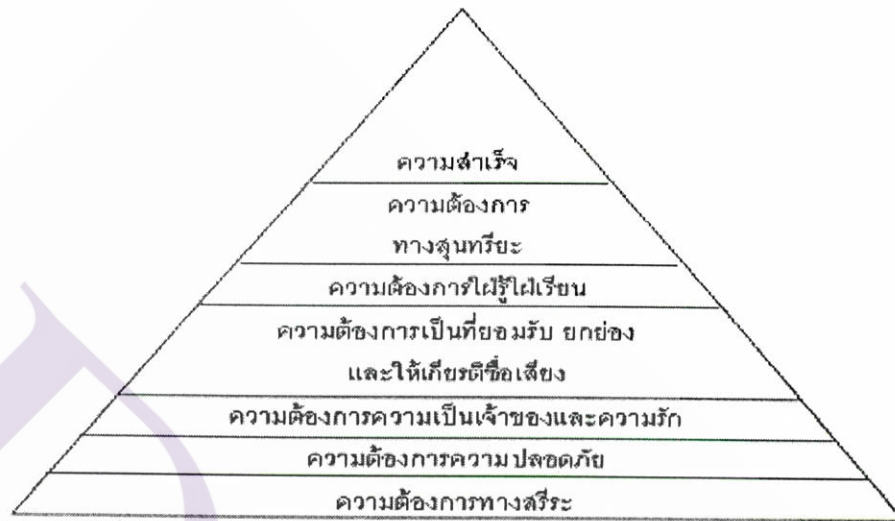 ความสำเร็จ
ความต้องการ
ทางสุนทรียะ
ความต้องการใฝ่รู้ใฝ่เรียน
ความต้องการเป็นที่ยอมรับ ยกย่อง
และให้เกียรติชื่อเสียง
ความต้องการความเป็นเจ้าของและความรัก
ความต้องการความปลอดภัย
ความต้องการทางสรีระ